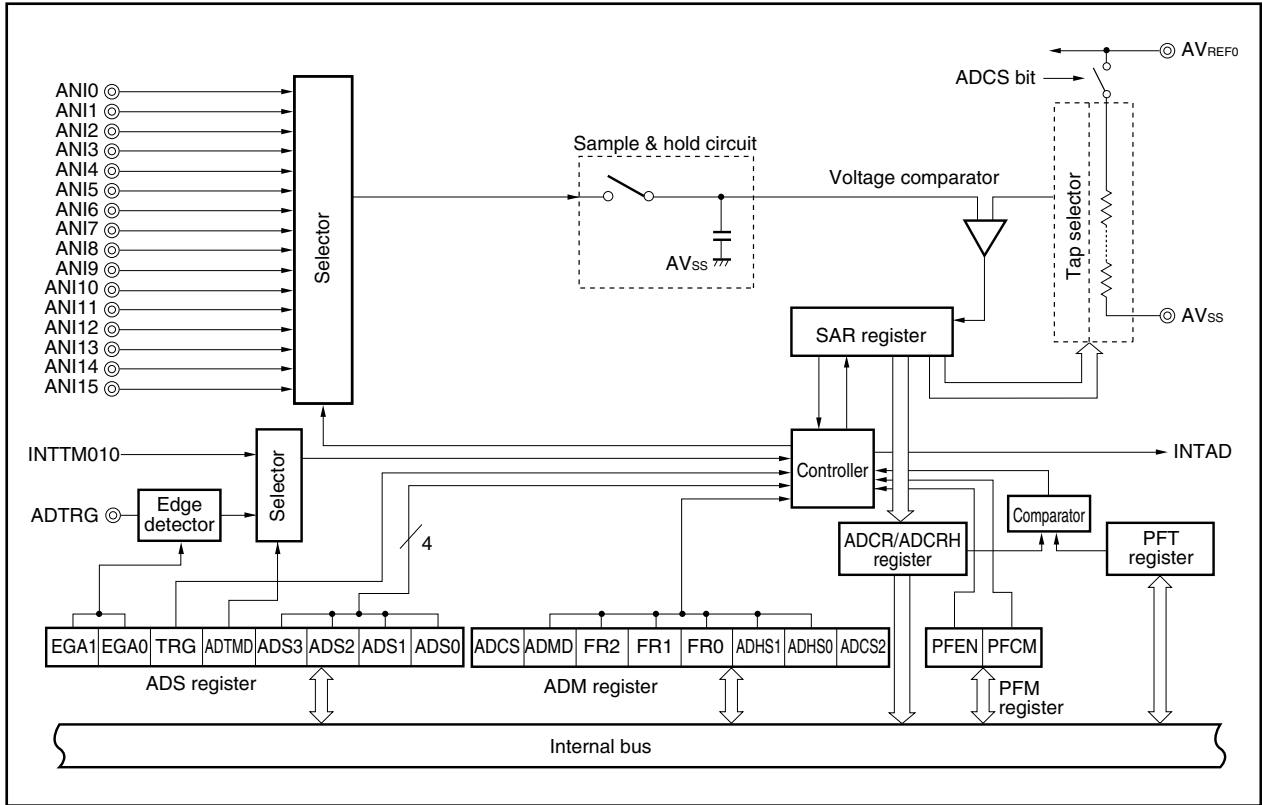 AVREF0
ADCS bit
ANI0
ANI1
ANI2
ANI3
ANI4
ANI5
ANI6
ANI7
ANI8
ANI9
ANI10
ANI11
ANI12
ANI13
ANI14
ANI15
Selector
Sample & hold circuit
AVSS
Voltage comparator
Tap selector
AVSS
SAR register
INTTM010
ADTRG
Edge
detector
Selector
4
Controller
INTAD
Comparator
ADCR/ADCRH
register
PFT
register
EGA1 EGA0 TRG ADTMD ADS3 ADS2 ADS1 ADS0
ADS register
ADCS ADMD FR2 FR1 FR0 ADHS1 ADHS0 ADCS2
ADM register
PFEN PFCM
PFM
register
Internal bus